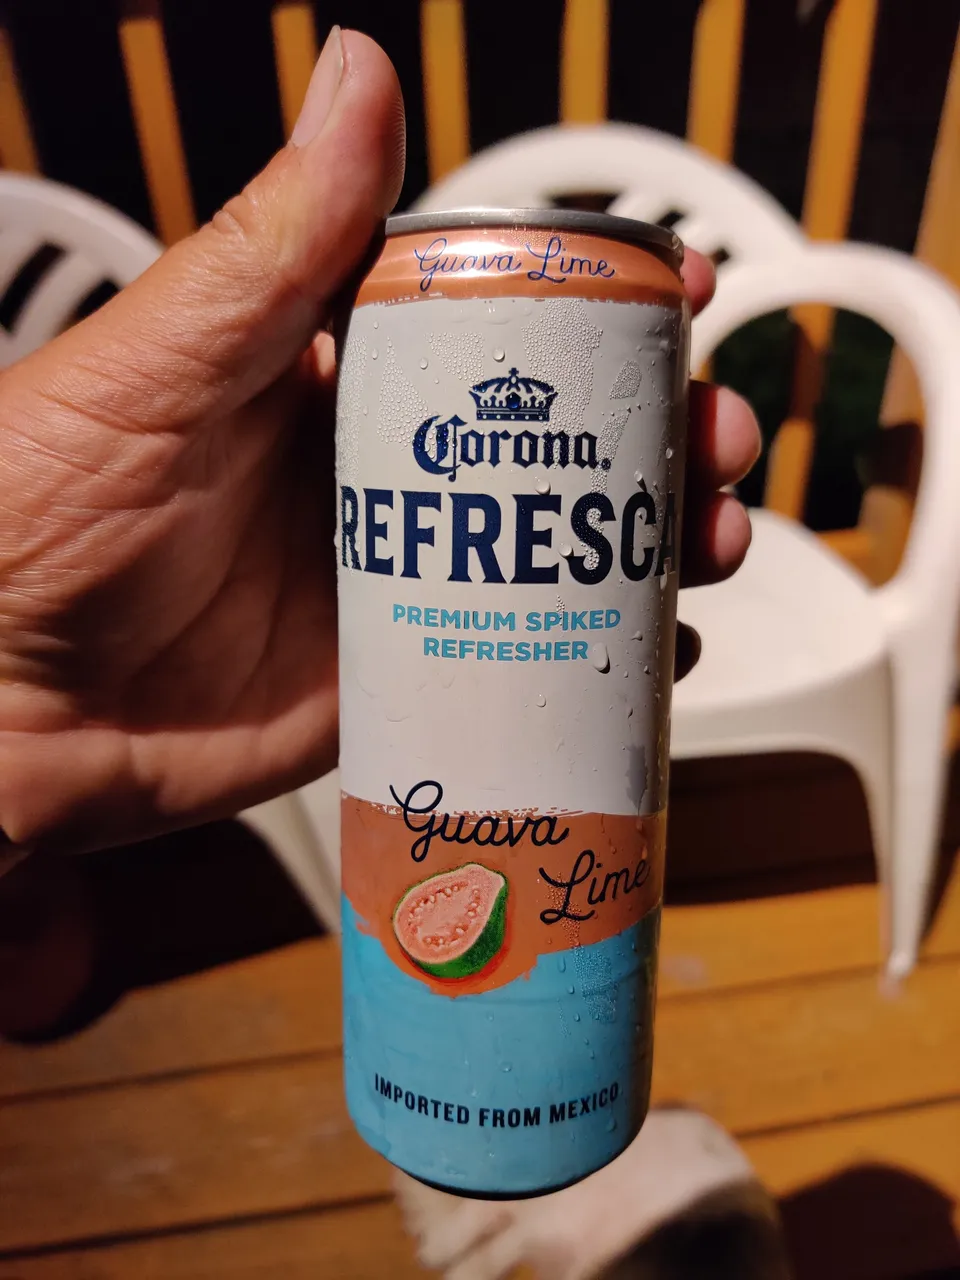 Guava Lime
Corona.
REFRESCA
PREMIUM SPIKED
REFRESHER
Guava
Lime
IMPORTED FROM MEXICO